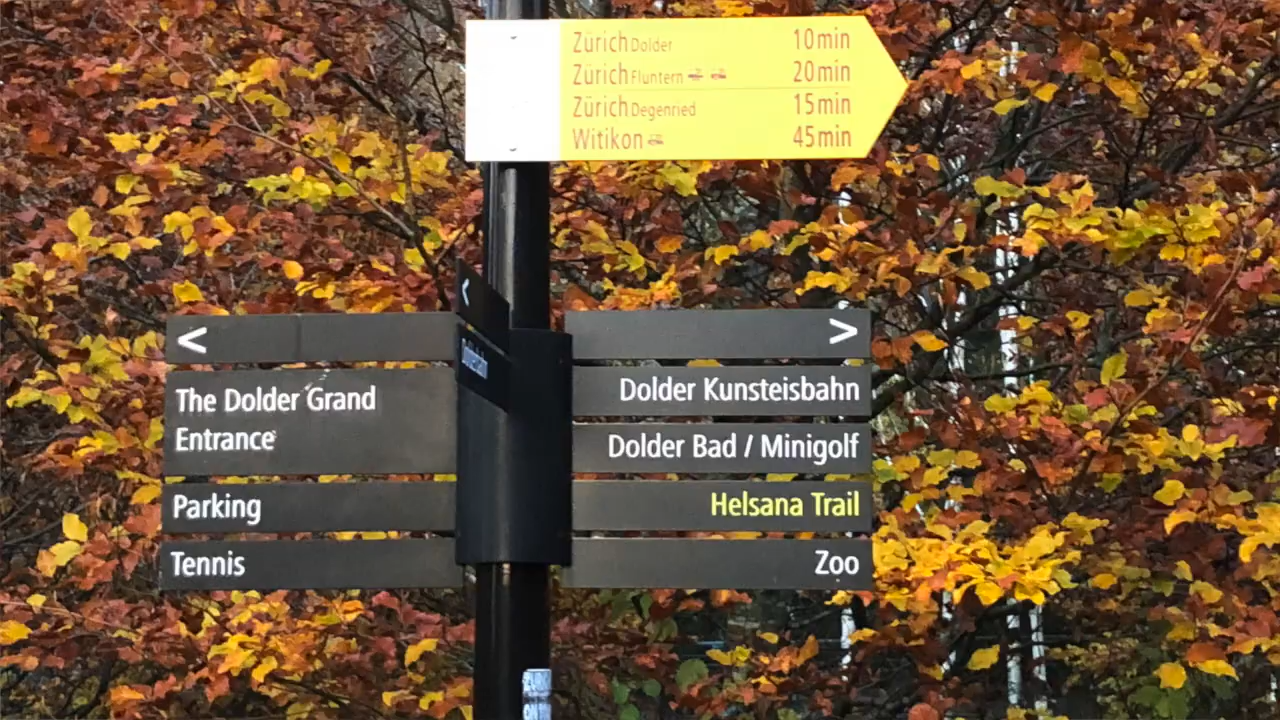 Zürich Dolder 10min
Zürich Fluntern 20min
Zürich Degenried 15min
Witikon 45min
<
The Dolder Grand
Entrance
Parking
Tennis
<
>
Dolder Kunsteisbahn
Dolder Bad / Minigolf
Helsana Trail
Zoo